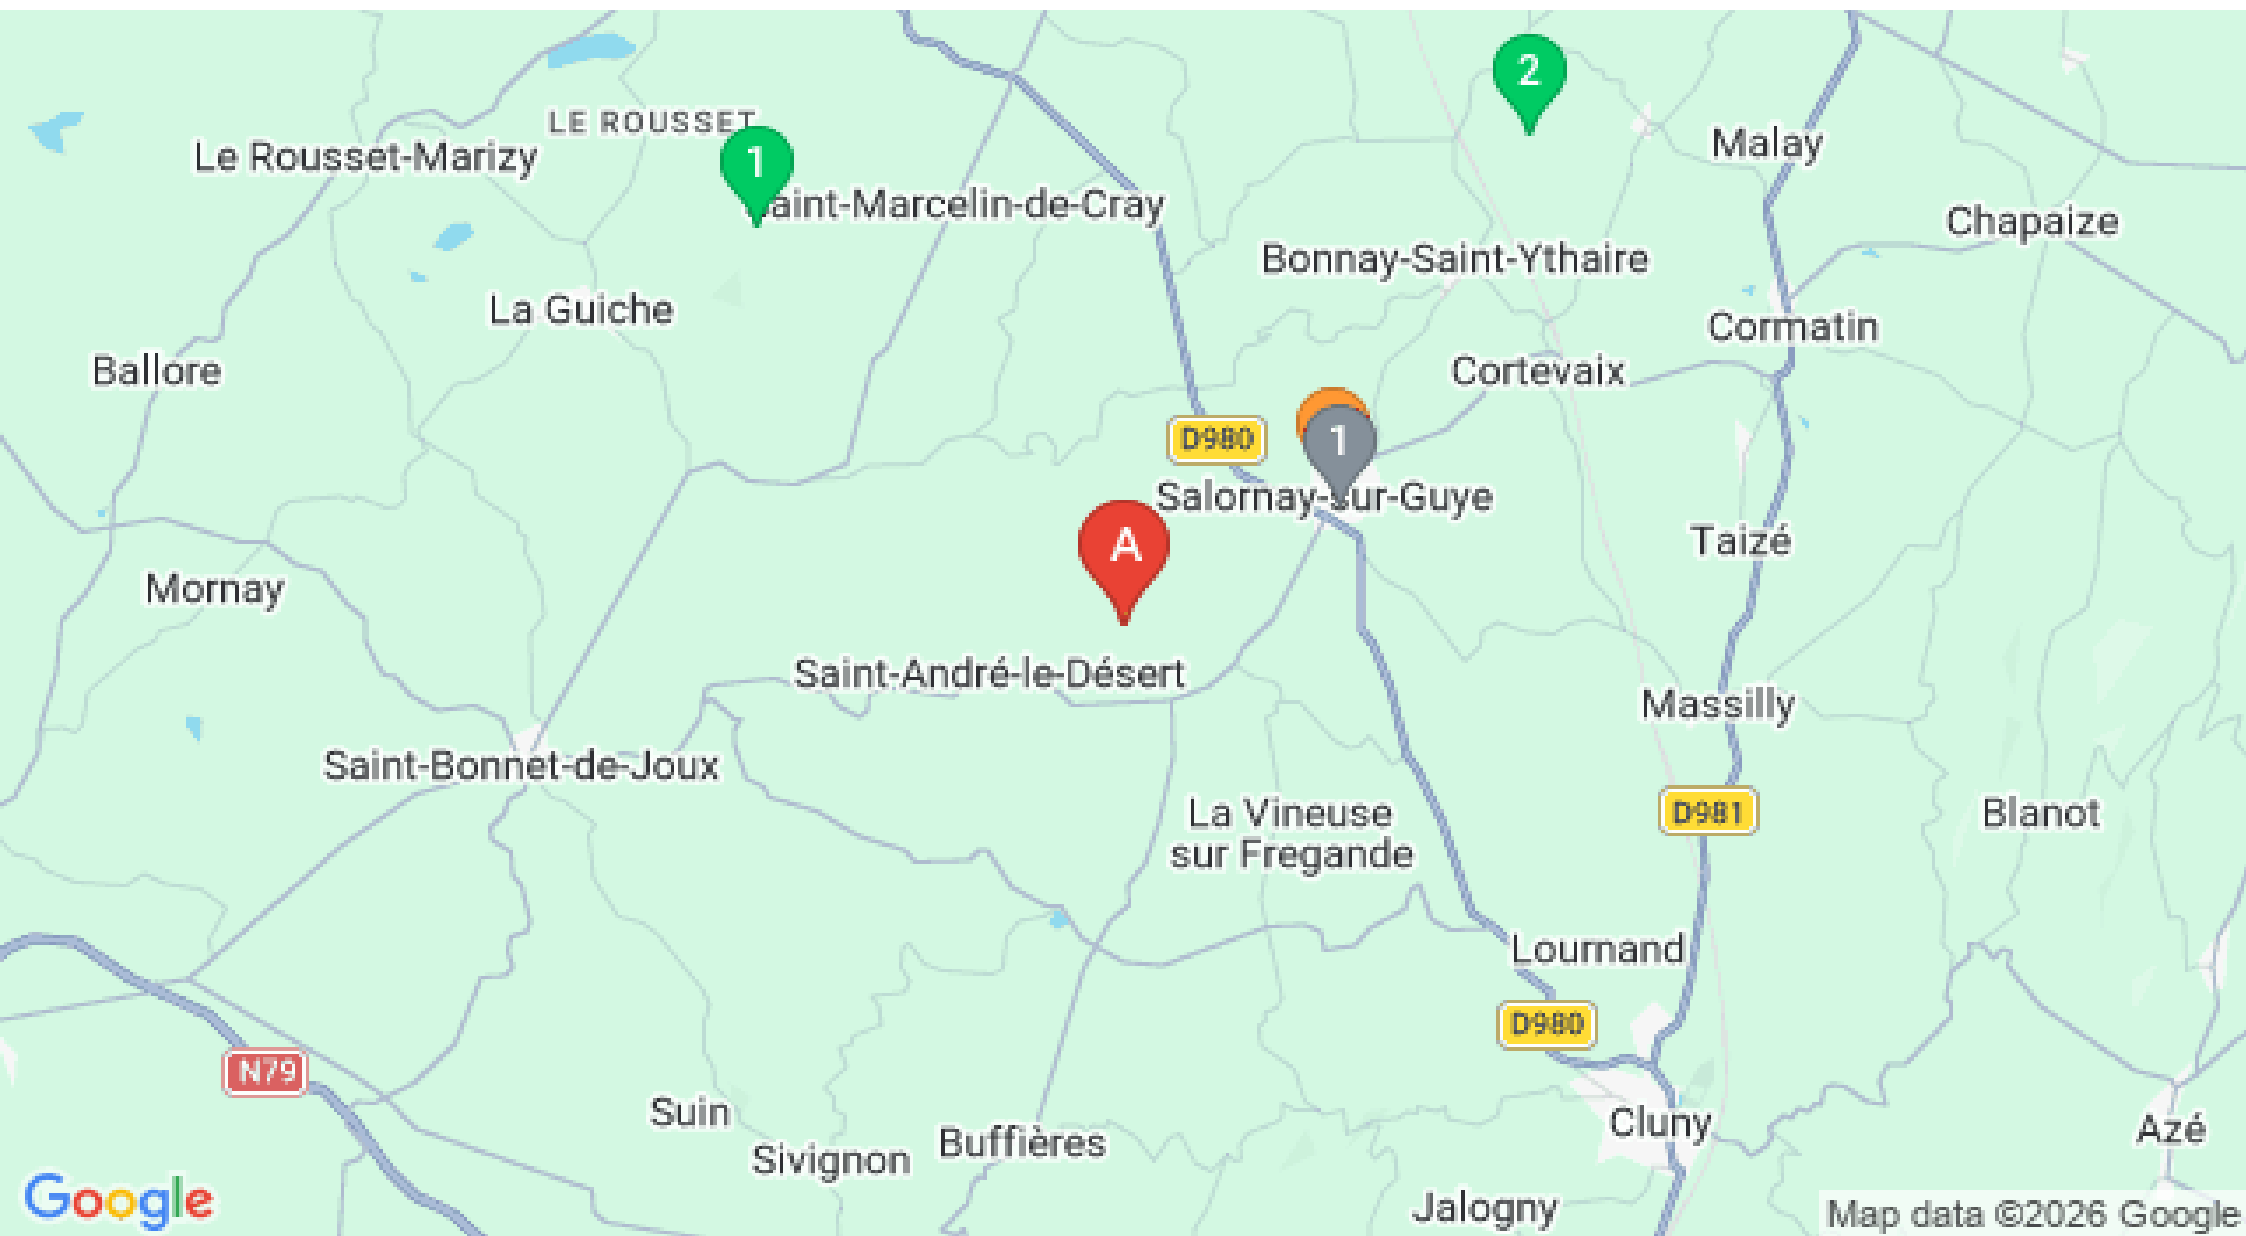 2
LE ROUSSET
Malay
Le Rousset-Marizy
1
Saint-Marcelin-de-Cray
Chapaize
Bonnay-Saint-Ythaire
La Guiche
Cormatin
Ballore
Cortevaix
D980
1
Salornay-sur-Guye
A
Taizé
Mornay
Saint-André-le-Désert
Massilly
Saint-Bonnet-de-Joux
La Vineuse
sur Fregande
D981
Blanot
Lournand
D980
N79
Suin
Cluny
Azé
Buffières
Sivignon
Google
Jalogny
Map data ©2026 Google